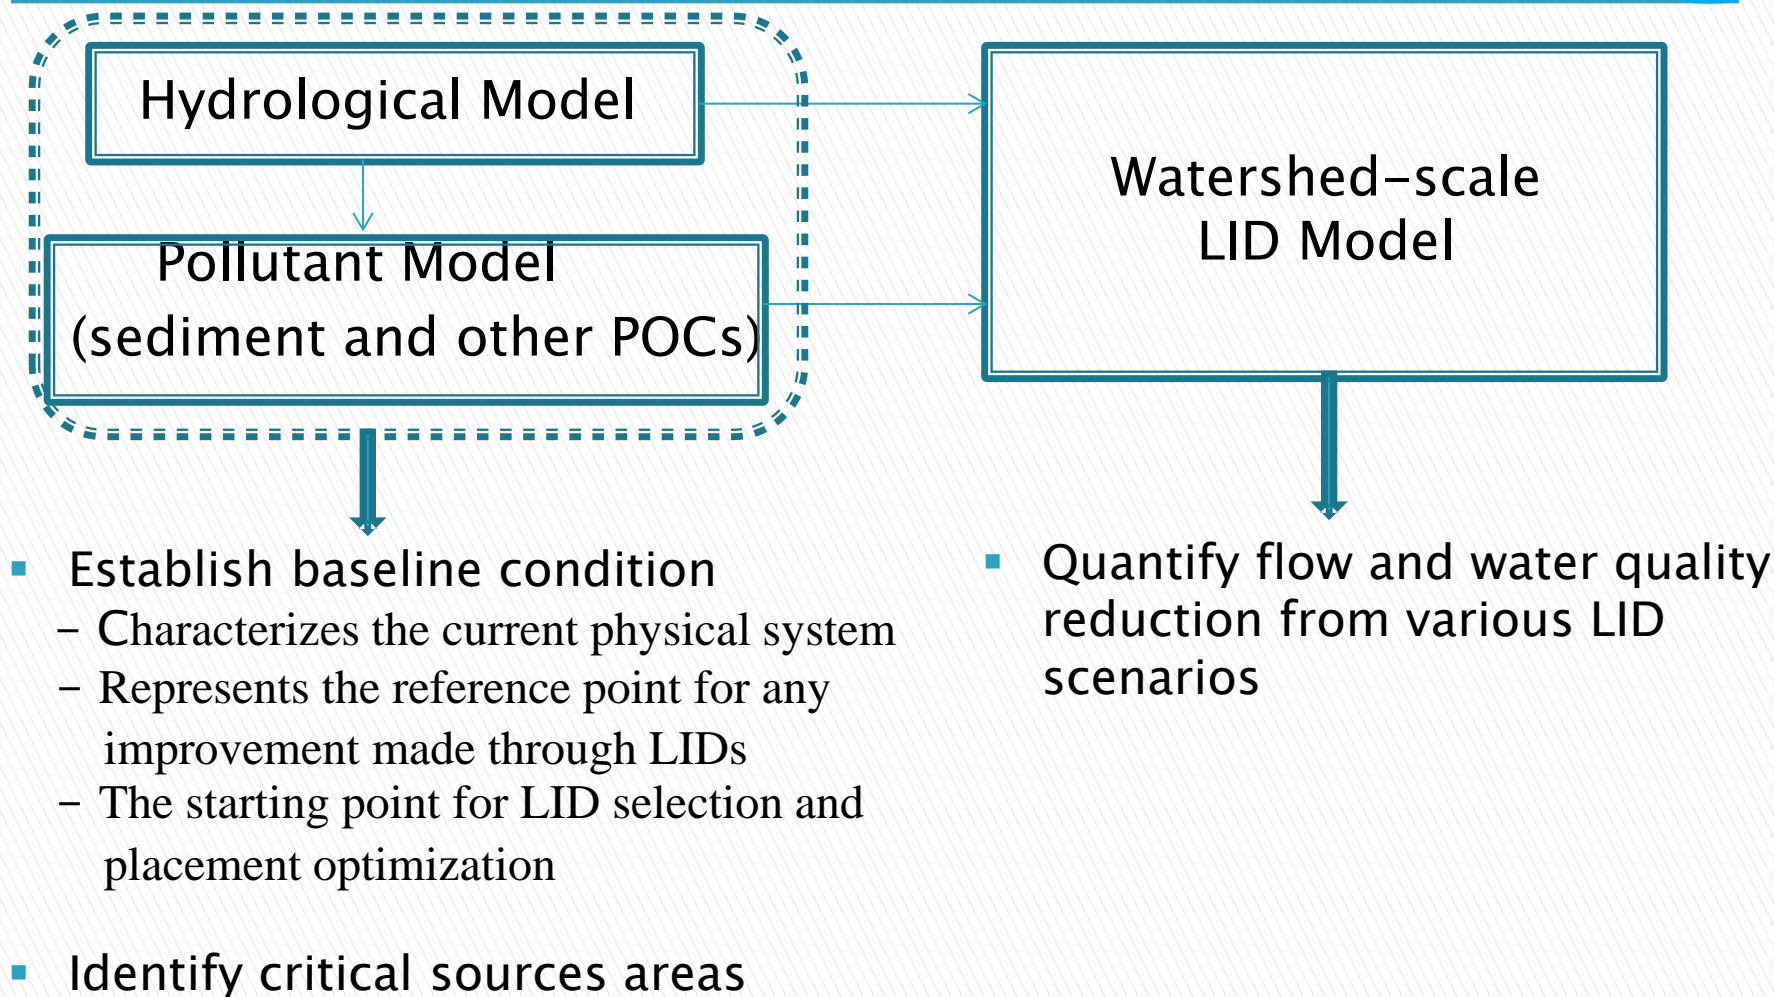 Hydrological Model
Pollutant Model
(sediment and other POCs)
Watershed-scale
LID Model
▪ Establish baseline condition
– Characterizes the current physical system
– Represents the reference point for any
improvement made through LIDs
– The starting point for LID selection and
placement optimization
▪ Identify critical sources areas
▪ Quantify flow and water quality
reduction from various LID
scenarios